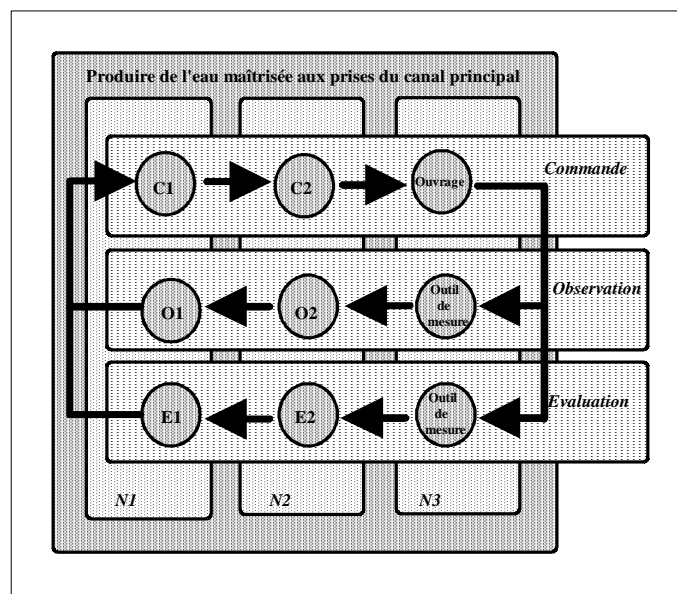 Produire de l'eau maîtrisée aux prises du canal principal
Commande
C1
C2
Ouvrage
Observation
O1
O2
Outil
de
mesure
Evaluation
E1
E2
Outil
de
mesure
N1
N2
N3